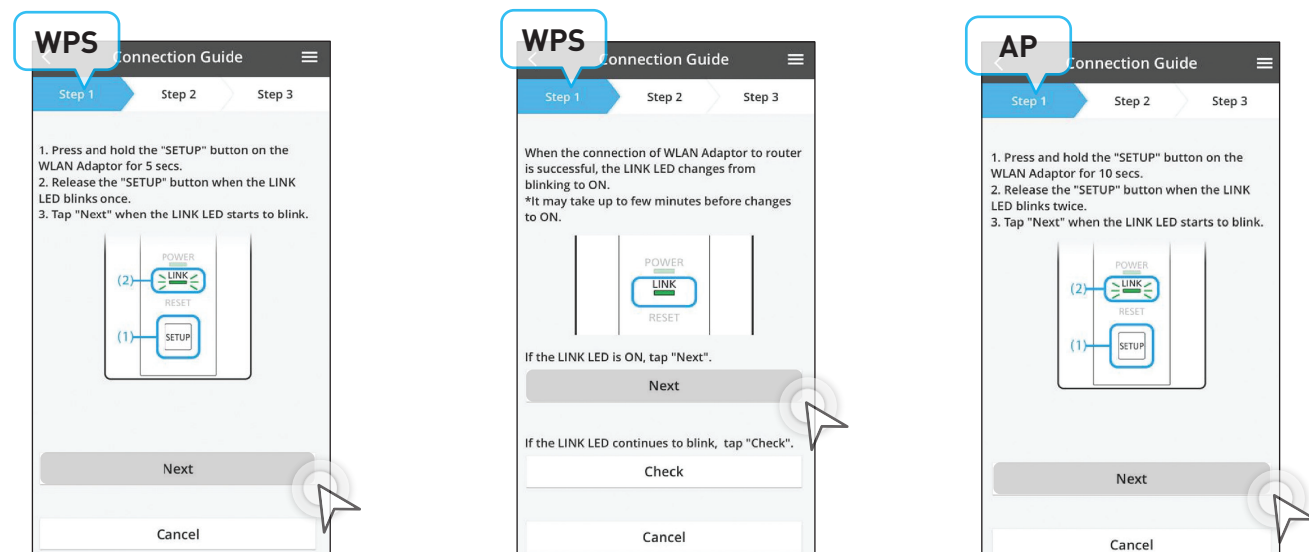 WPS
Connection Guide
Step 1 Step 2 Step 3
1. Press and hold the "SETUP" button on the
WLAN Adaptor for 5 secs.
2. Release the "SETUP" button when the LINK
LED blinks once.
3. Tap "Next" when the LINK LED starts to blink.
POWER
(2) LINK
RESET
(1) SETUP
Next
Cancel
WPS
Connection Guide
Step 1 Step 2 Step 3
When the connection of WLAN Adaptor to router
is successful, the LINK LED changes from
blinking to ON.
*It may take up to few minutes before changes
to ON.
POWER
LINK
RESET
If the LINK LED is ON, tap "Next".
Next
If the LINK LED continues to blink, tap "Check".
Check
Cancel
AP
Connection Guide
Step 1 Step 2 Step 3
1. Press and hold the "SETUP" button on the
WLAN Adaptor for 10 secs.
2. Release the "SETUP" button when the LINK
LED blinks twice.
3. Tap "Next" when the LINK LED starts to blink.
POWER
(2) LINK
RESET
(1) SETUP
Next
Cancel